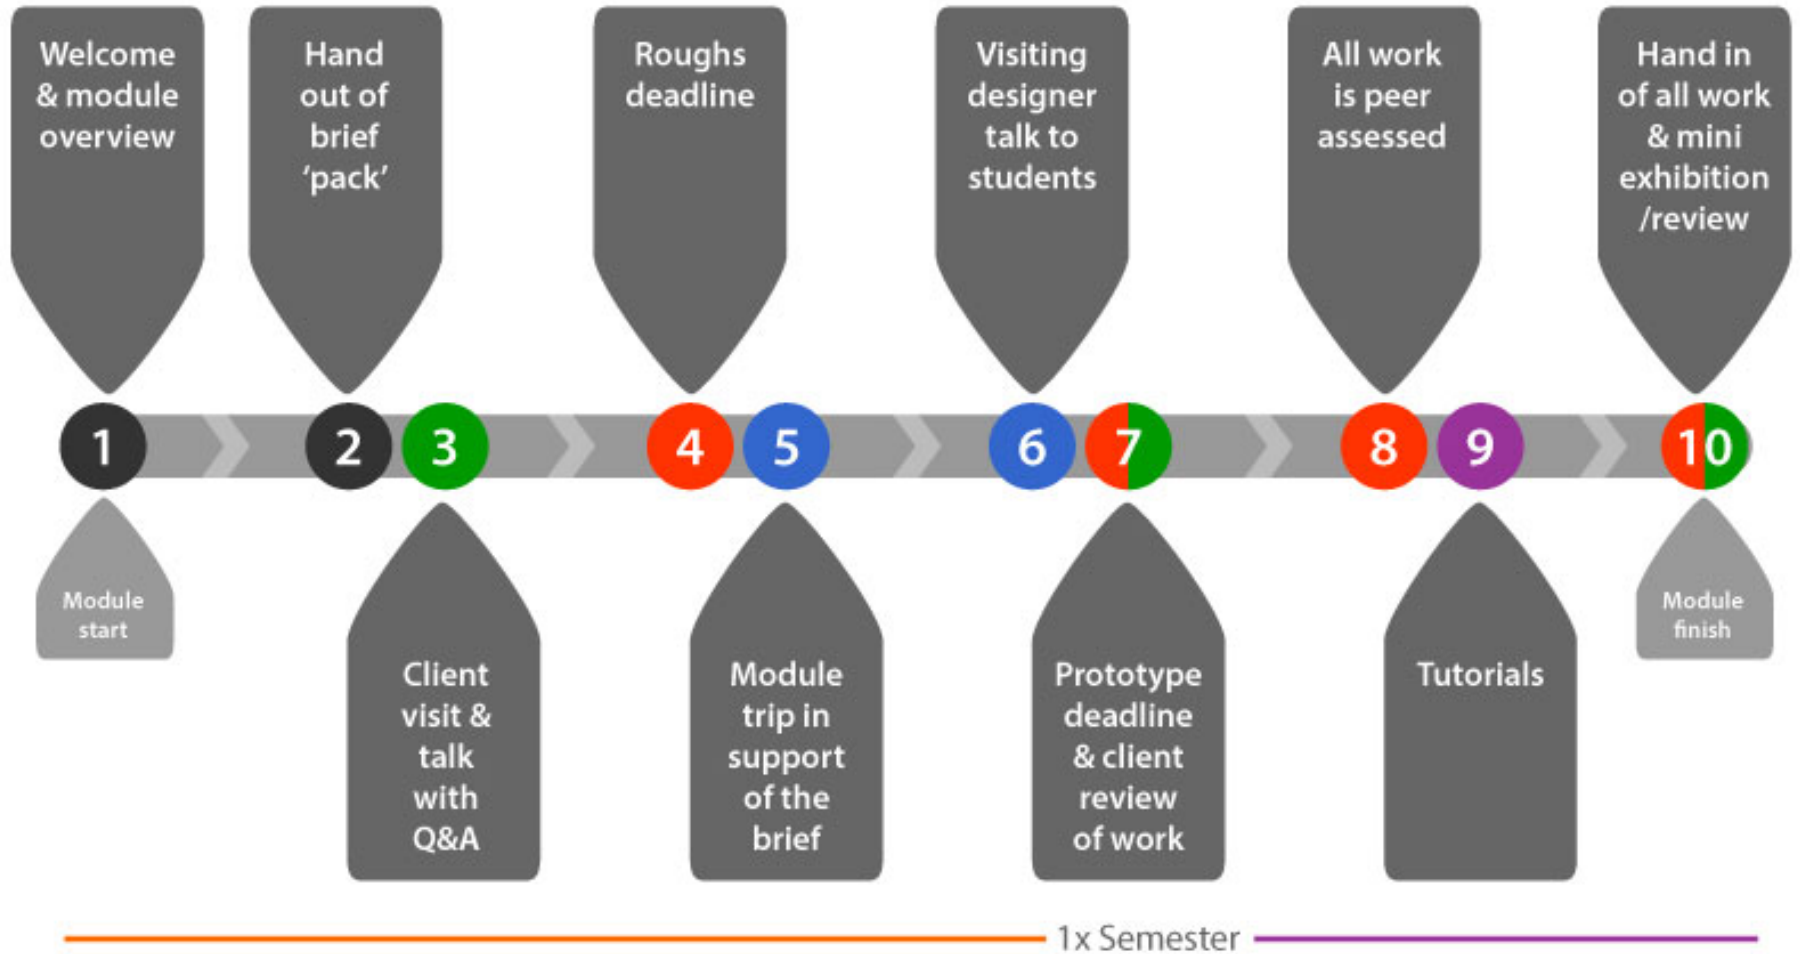 Welcome
& module
overview
Hand
out of
brief
‘pack’
Roughs
deadline
Visiting
designer
talk to
students
All work
is peer
assessed
Hand in
of all work
& mini
exhibition
/review
1
2
3
4
5
6
7
8
9
10
Module
start
Client
visit &
talk
with
Q&A
Module
trip in
support
of the
brief
Prototype
deadline
& client
review
of work
Tutorials
Module
finish
1x Semester